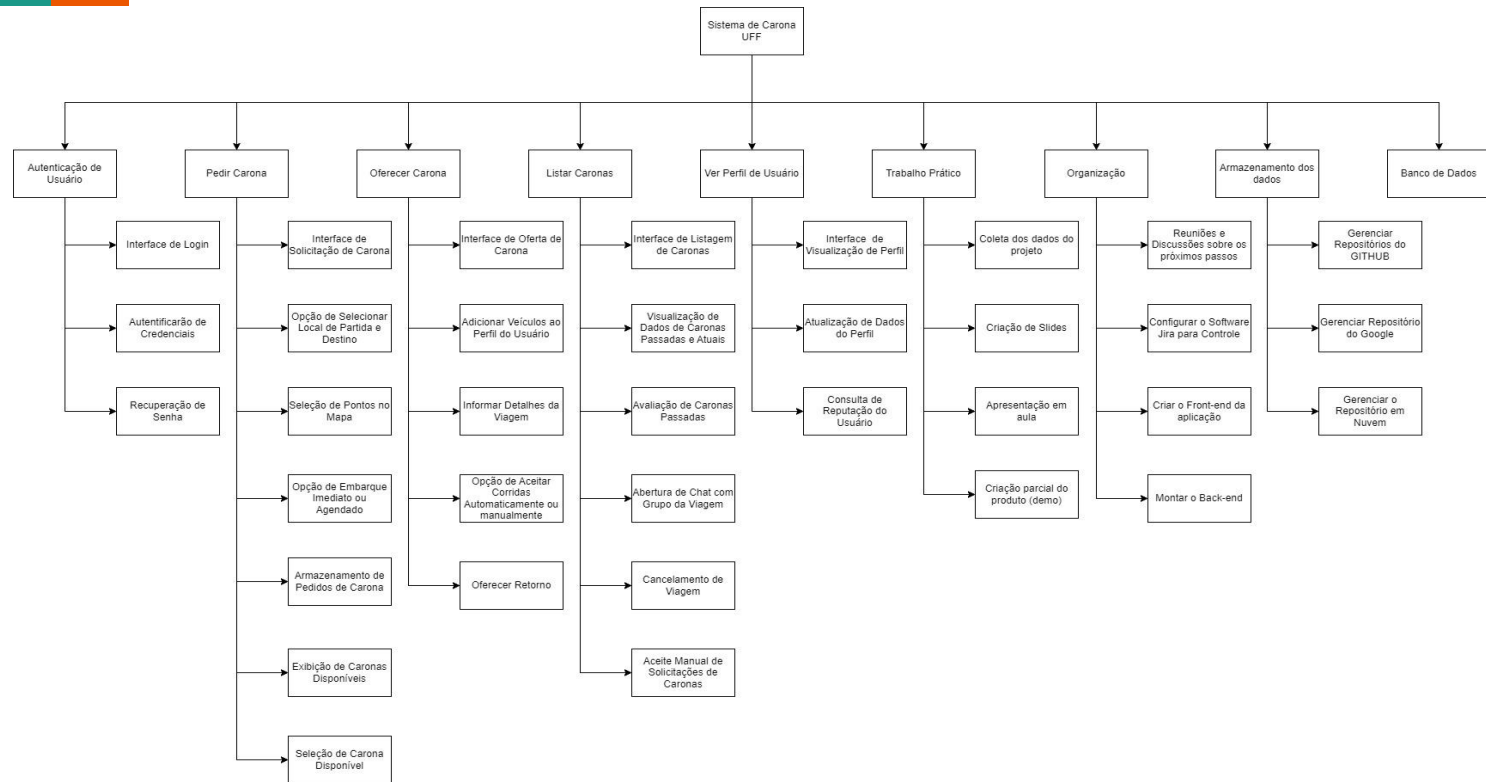 Sistema de Carona
UFF
Autenticação de
Usuário
Pedir Carona
Oferecer Carona
Listar Caronas
Ver Perfil de Usuário
Trabalho Prático
Organização
Armazenamento dos
dados
Banco de Dados
Interface de Login
Autentificarão de
Credenciais
Recuperação de
Senha
Interface de
Solicitação de Carona
Opção de Selecionar
Local de Partida e
Destino
Seleção de Pontos no
Mapa
Opção de Embarque
Imediato ou
Agendado
Armazenamento de
Pedidos de Carona
Exibição de Caronas
Disponíveis
Seleção de Carona
Disponível
Interface de Oferta de
Carona
Adicionar Veículos ao
Perfil do Usuário
Informar Detalhes da
Viagem
Opção de Aceitar
Corridas
Automaticamente ou
manualmente
Oferecer Retorno
Interface de Listagem
de Caronas
Visualização de
Dados de Caronas
Passadas e Atuais
Avaliação de Caronas
Passadas
Abertura de Chat com
Grupo da Viagem
Cancelamento de
Viagem
Aceite Manual de
Solicitações de
Caronas
Interface de
Visualização de Perfil
Atualização de Dados
do Perfil
Consulta de
Reputação do
Usuário
Coleta dos dados do
projeto
Criação de Slides
Apresentação em
aula
Criação parcial do
produto (demo)
Reuniões e
Discussões sobre os
próximos passos
Configurar o Software
Jira para Controle
Criar o Front-end da
aplicação
Montar o Back-end
Gerenciar
Repositórios do
GITHUB
Gerenciar Repositório
do Google
Gerenciar o
Repositório em
Nuvem